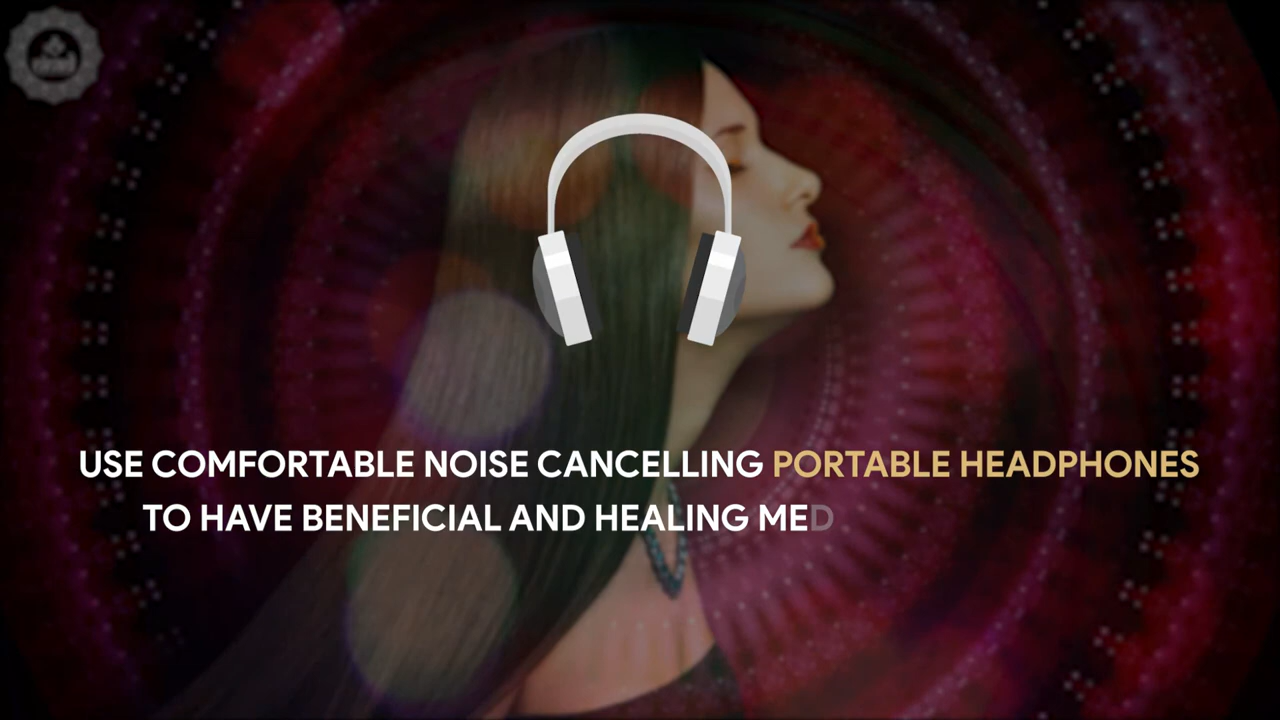 USE COMFORTABLE NOISE CANCELLING PORTABLE HEADPHONES
TO HAVE BENEFICIAL AND HEALING MED